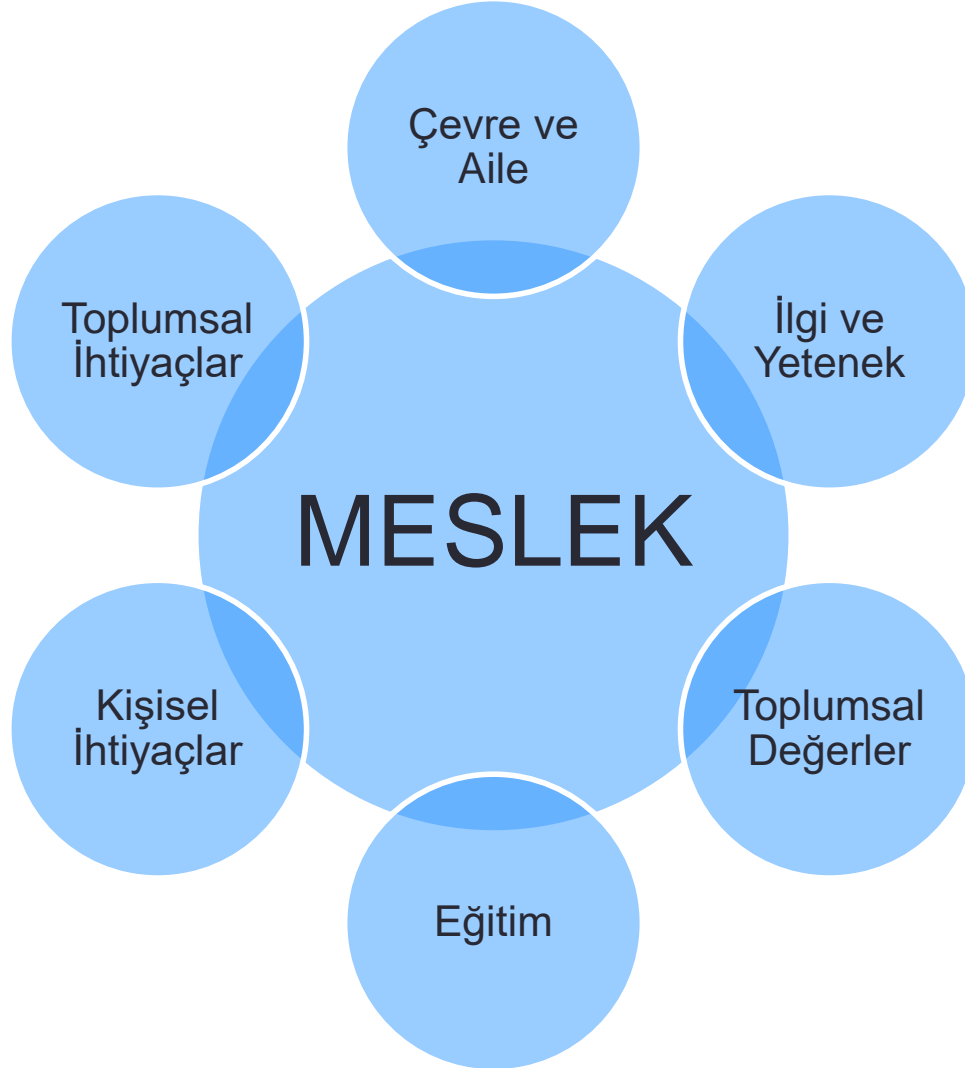 Çevre ve
Aile
İlgi ve
Yetenek
Toplumsal
Değerler
Eğitim
Kişisel
İhtiyaçlar
Toplumsal
İhtiyaçlar
MESLEK